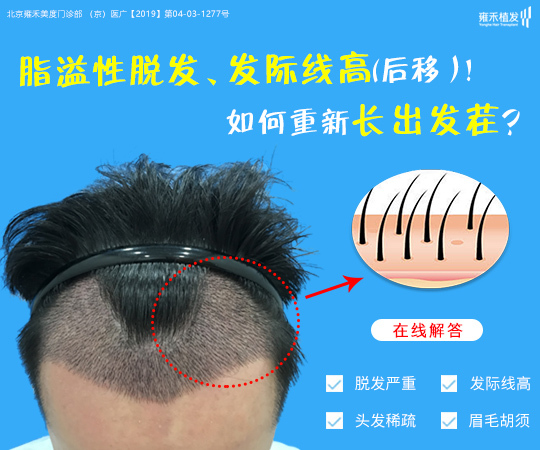 北京雍禾美度门诊部 （京）医广【2019】第04-03-1277号
雍禾植发
Yonghe Hair Transplant
脂溢性脱发、发际线高(后移)!
如何重新长出发茬?
在线解答
脱发严重
发际线高
头发稀疏
眉毛胡须